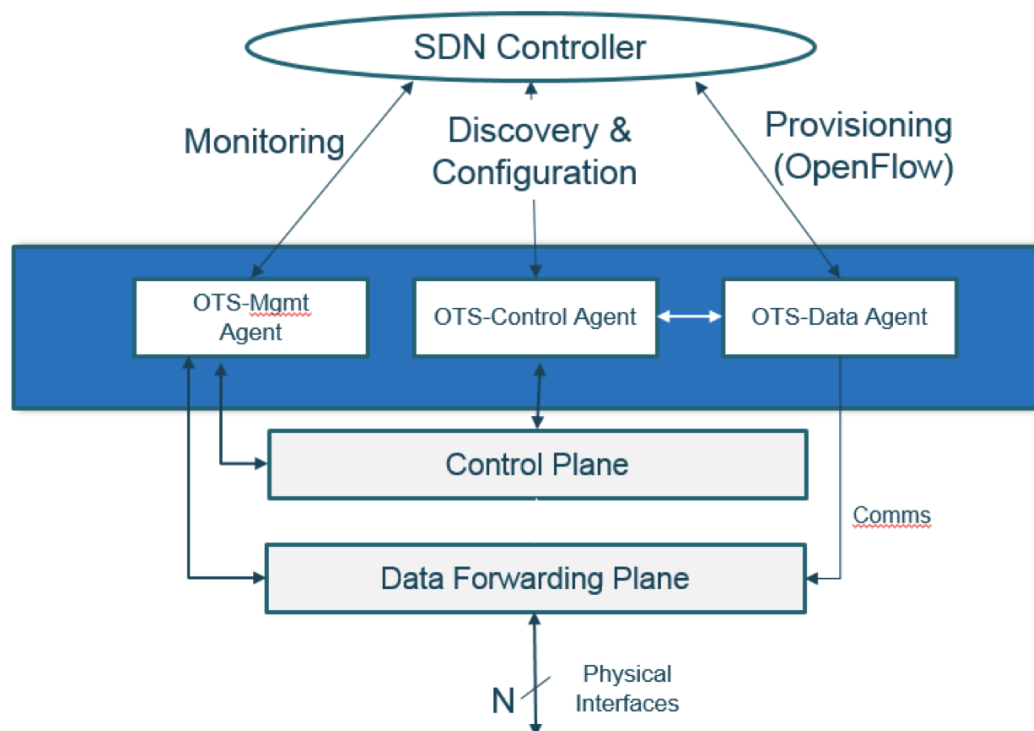 SDN Controller
Monitoring
Discovery &
Configuration
Provisioning
(OpenFlow)
OTS-Mgmt
Agent
OTS-Control Agent
OTS-Data Agent
Control Plane
Comms
Data Forwarding Plane
N
Physical
Interfaces